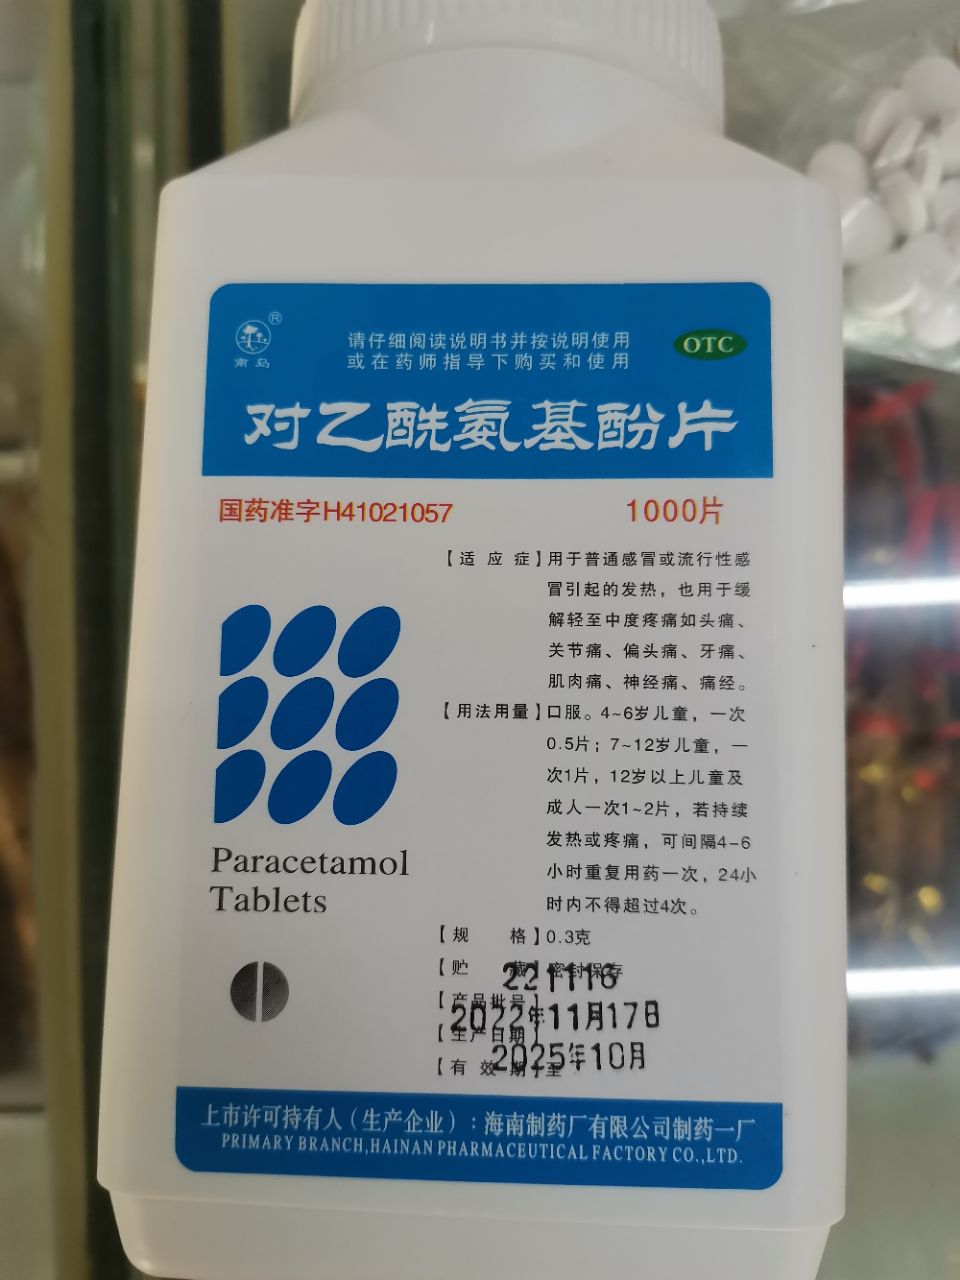 ®
南岛
请仔细阅读说明书并按说明使用
或在药师指导下购买和使用
OTC
对乙酰氨基酚片
国药准字H41021057
1000片
【适应症】用于普通感冒或流行性感
冒引起的发热，也用于缓
解轻至中度疼痛如头痛、
关节痛、偏头痛、牙痛、
肌肉痛、神经痛、痛经。
【用法用量】口服。4~6岁儿童，一次
0.5片；7~12岁儿童，一
次1片，12岁以上儿童及
成人一次1~2片，若持续
发热或疼痛，可间隔4-6
小时重复用药一次，24小
时内不得超过4次。
Paracetamol
Tablets
【规格】0.3克
【贮藏】密封保存
221116
【产品批号】
2022年11月17日
【生产日期】
2025年10月
【有效期】至
上市许可持有人（生产企业）：海南制药厂有限公司制药一厂
PRIMARY BRANCH,HAINAN PHARMACEUTICAL FACTORY CO.,LTD.